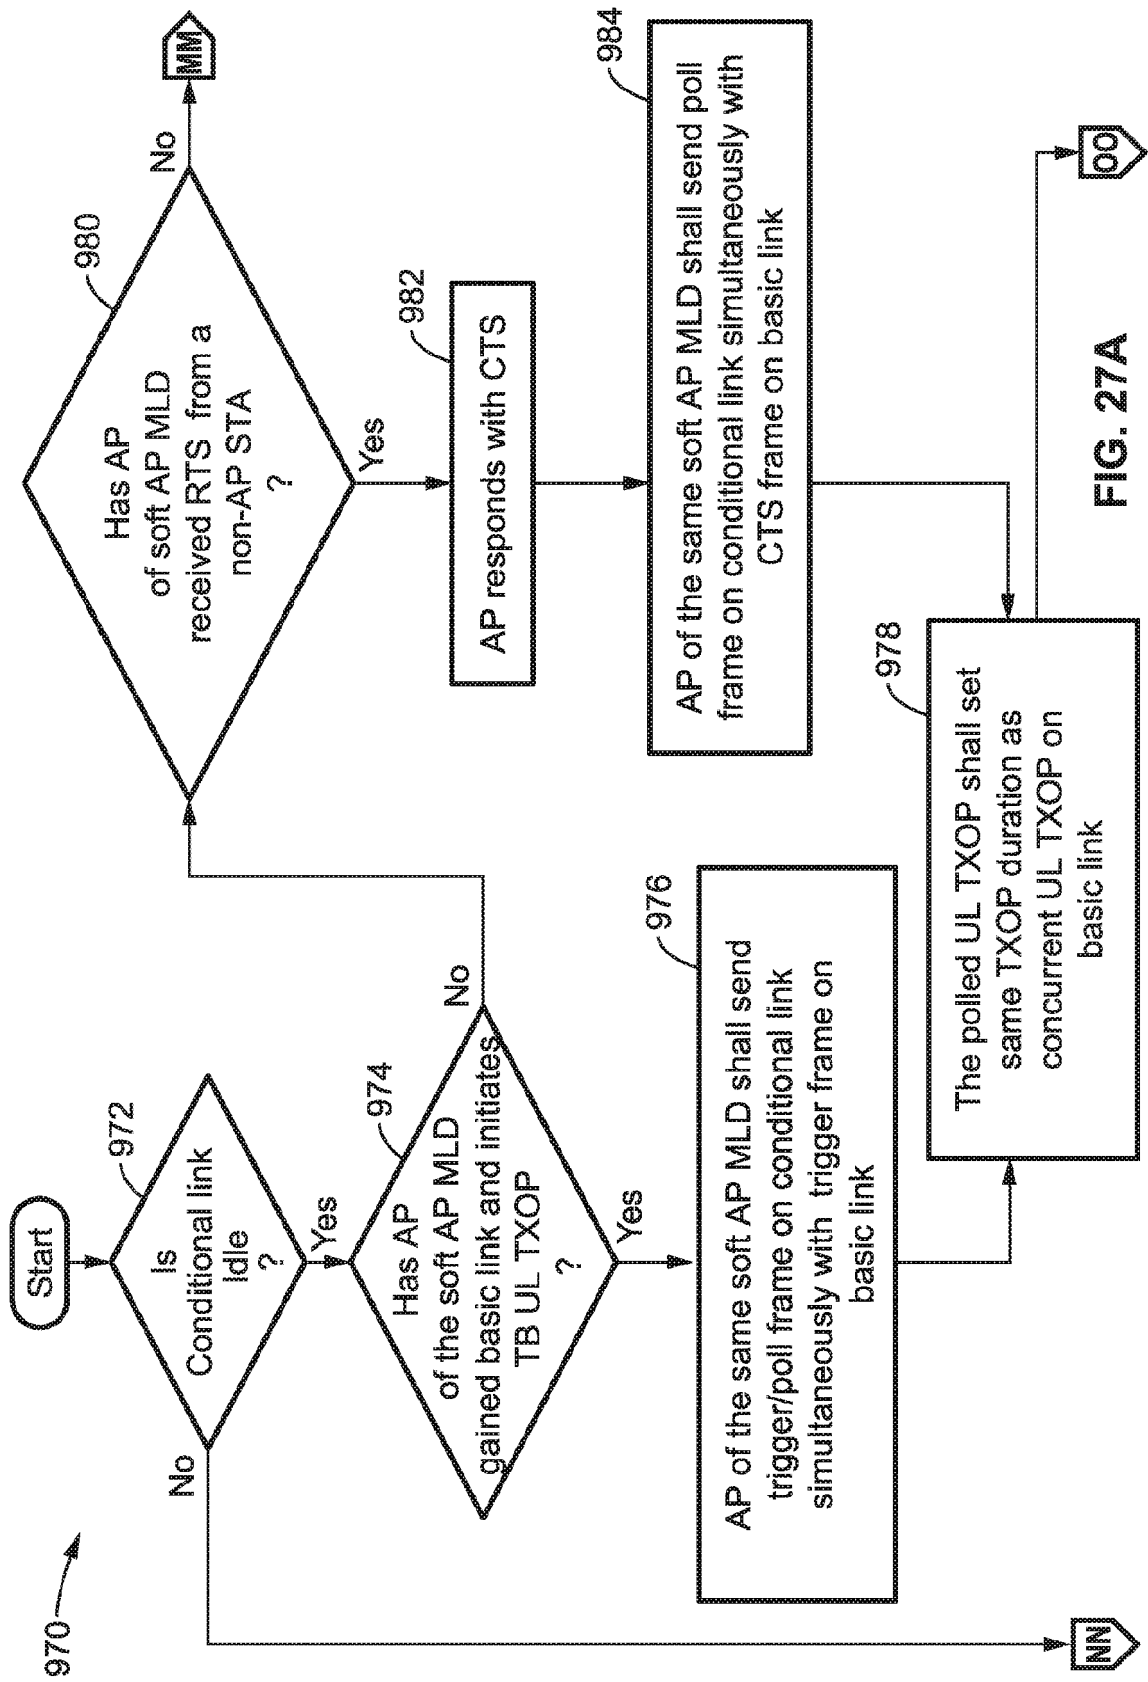 970
Start
972
Is
Conditional link
Idle
?
No
Yes
974
Has AP
of the soft AP MLD
gained basic link and initiates
TB UL TXOP
?
No
Yes
976
AP of the same soft AP MLD shall send
trigger/poll frame on conditional link
simultaneously with trigger frame on
basic link
980
Has AP
of soft AP MLD
received RTS from a
non-AP STA
?
No
MM
Yes
982
AP responds with CTS
984
AP of the same soft AP MLD shall send poll
frame on conditional link simultaneously with
CTS frame on basic link
978
The polled UL TXOP shall set
same TXOP duration as
concurrent UL TXOP on
basic link
NN
OO
FIG. 27A